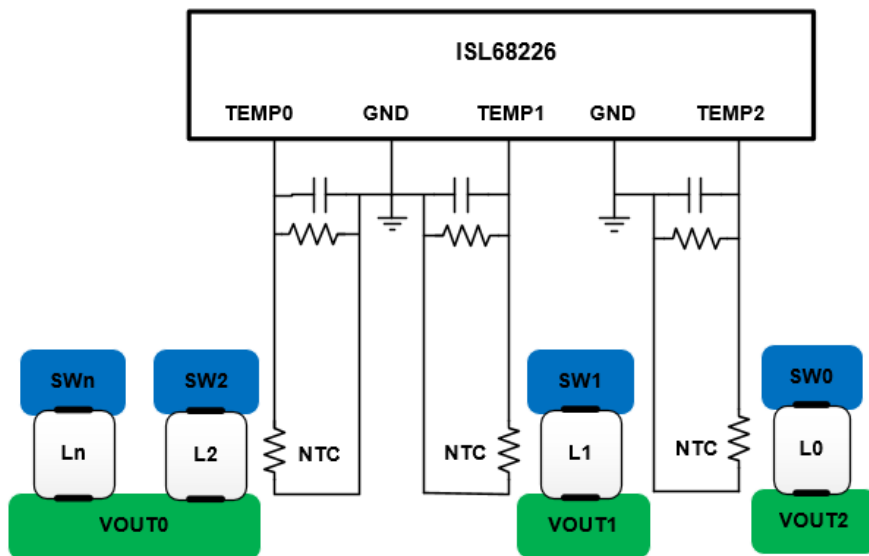 ISL68226
TEMP0 GND TEMP1 GND TEMP2
SWn SW2 SW1 SW0
Ln L2 NTC NTC L1 NTC L0
VOUT0 VOUT1 VOUT2